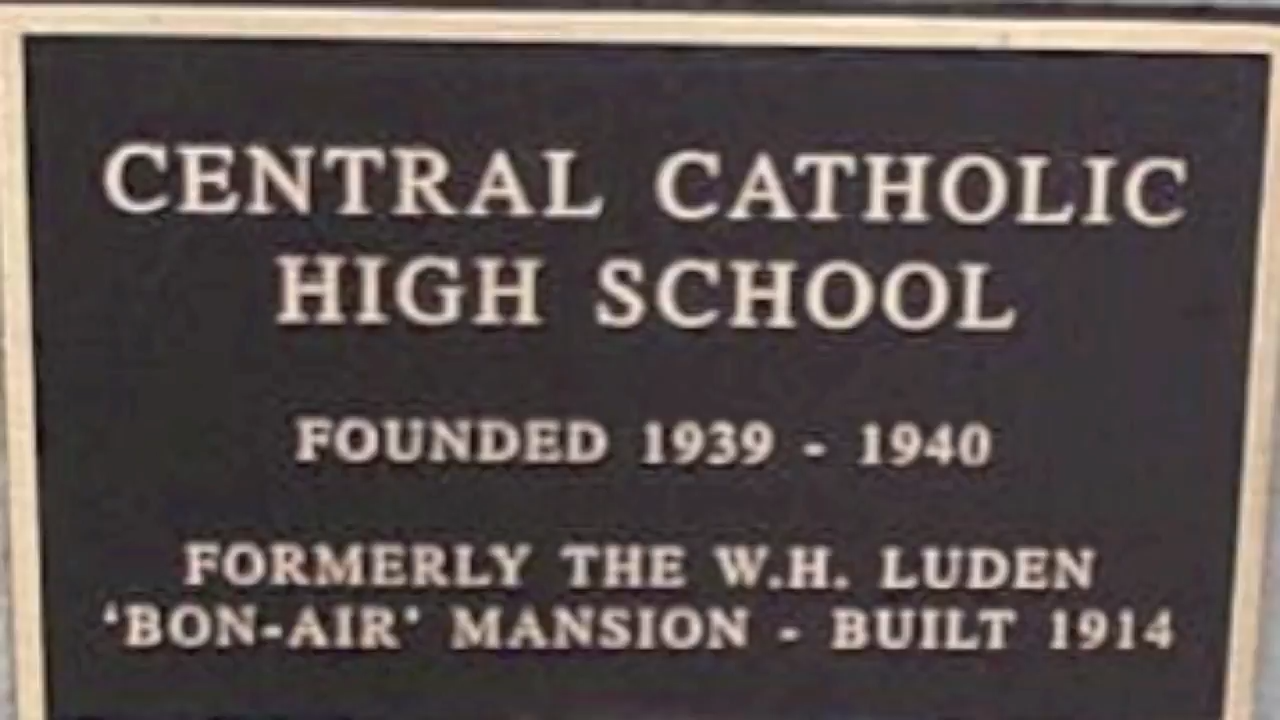 CENTRAL CATHOLIC
HIGH SCHOOL
FOUNDED 1939 - 1940
FORMERLY THE W.H. LUDEN
‘BON-AIR’ MANSION - BUILT 1914